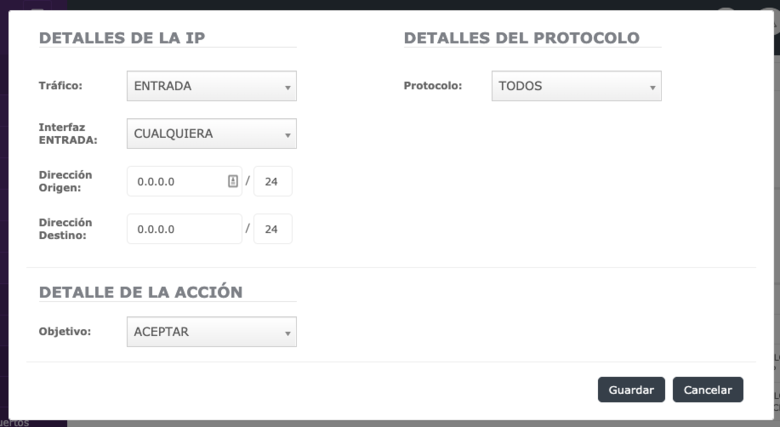 DETALLES DE LA IP
DETALLES DEL PROTOCOLO
Tráfico:
ENTRADA
Protocolo:
TODOS
Interfaz
ENTRADA:
CUALQUIERA
Dirección
Origen:
0.0.0.0 / 24
Dirección
Destino:
0.0.0.0 / 24
DETALLE DE LA ACCIÓN
Objetivo:
ACEPTAR
Guardar
Cancelar